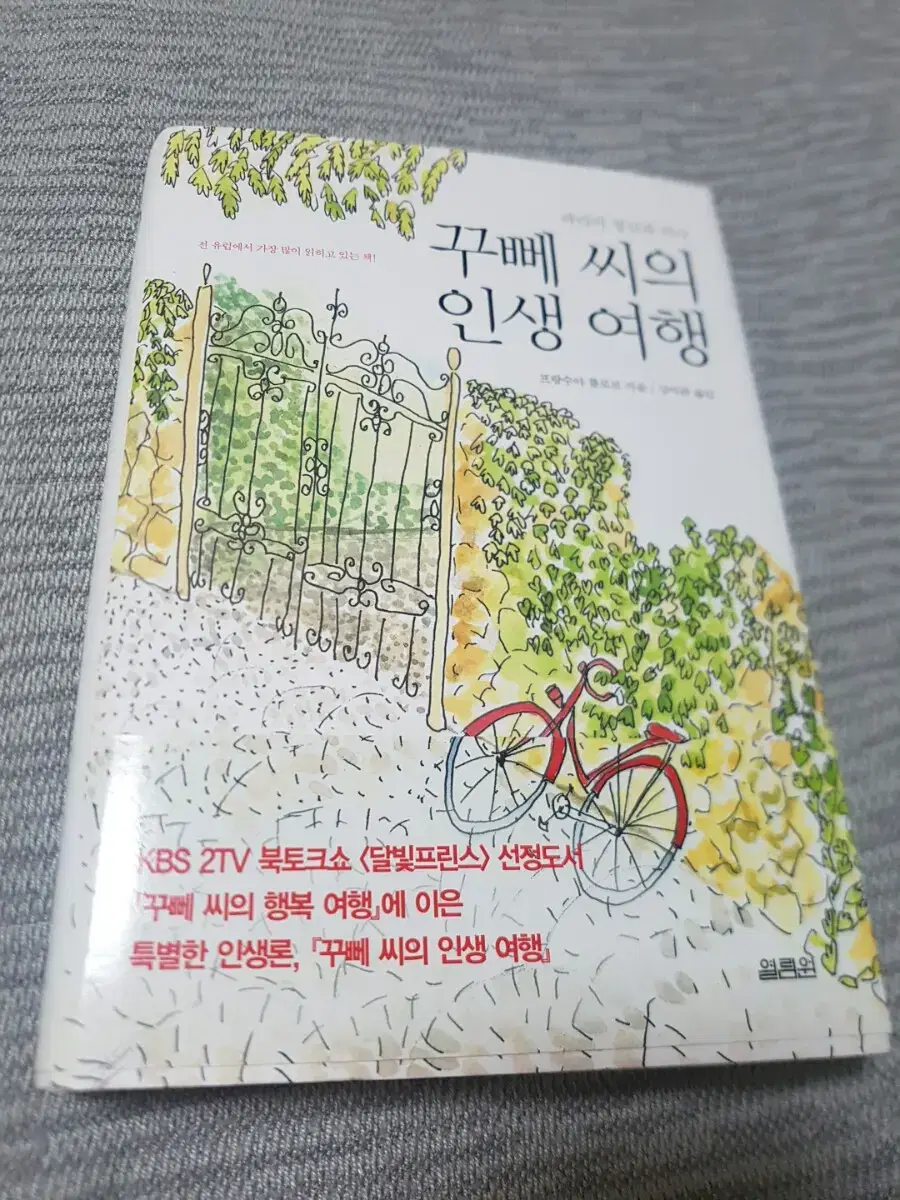 전 유럽에서 가장 많이 읽히고 있는 책!
꾸뻬 씨의
인생 여행
프랑수아 를로르 지음 /
KBS 2TV 북토크쇼 〈달빛프린스〉 선정도서
『꾸뻬 씨의 행복 여행』에 이은
특별한 인생론, 『꾸뻬 씨의 인생 여행』
열림원